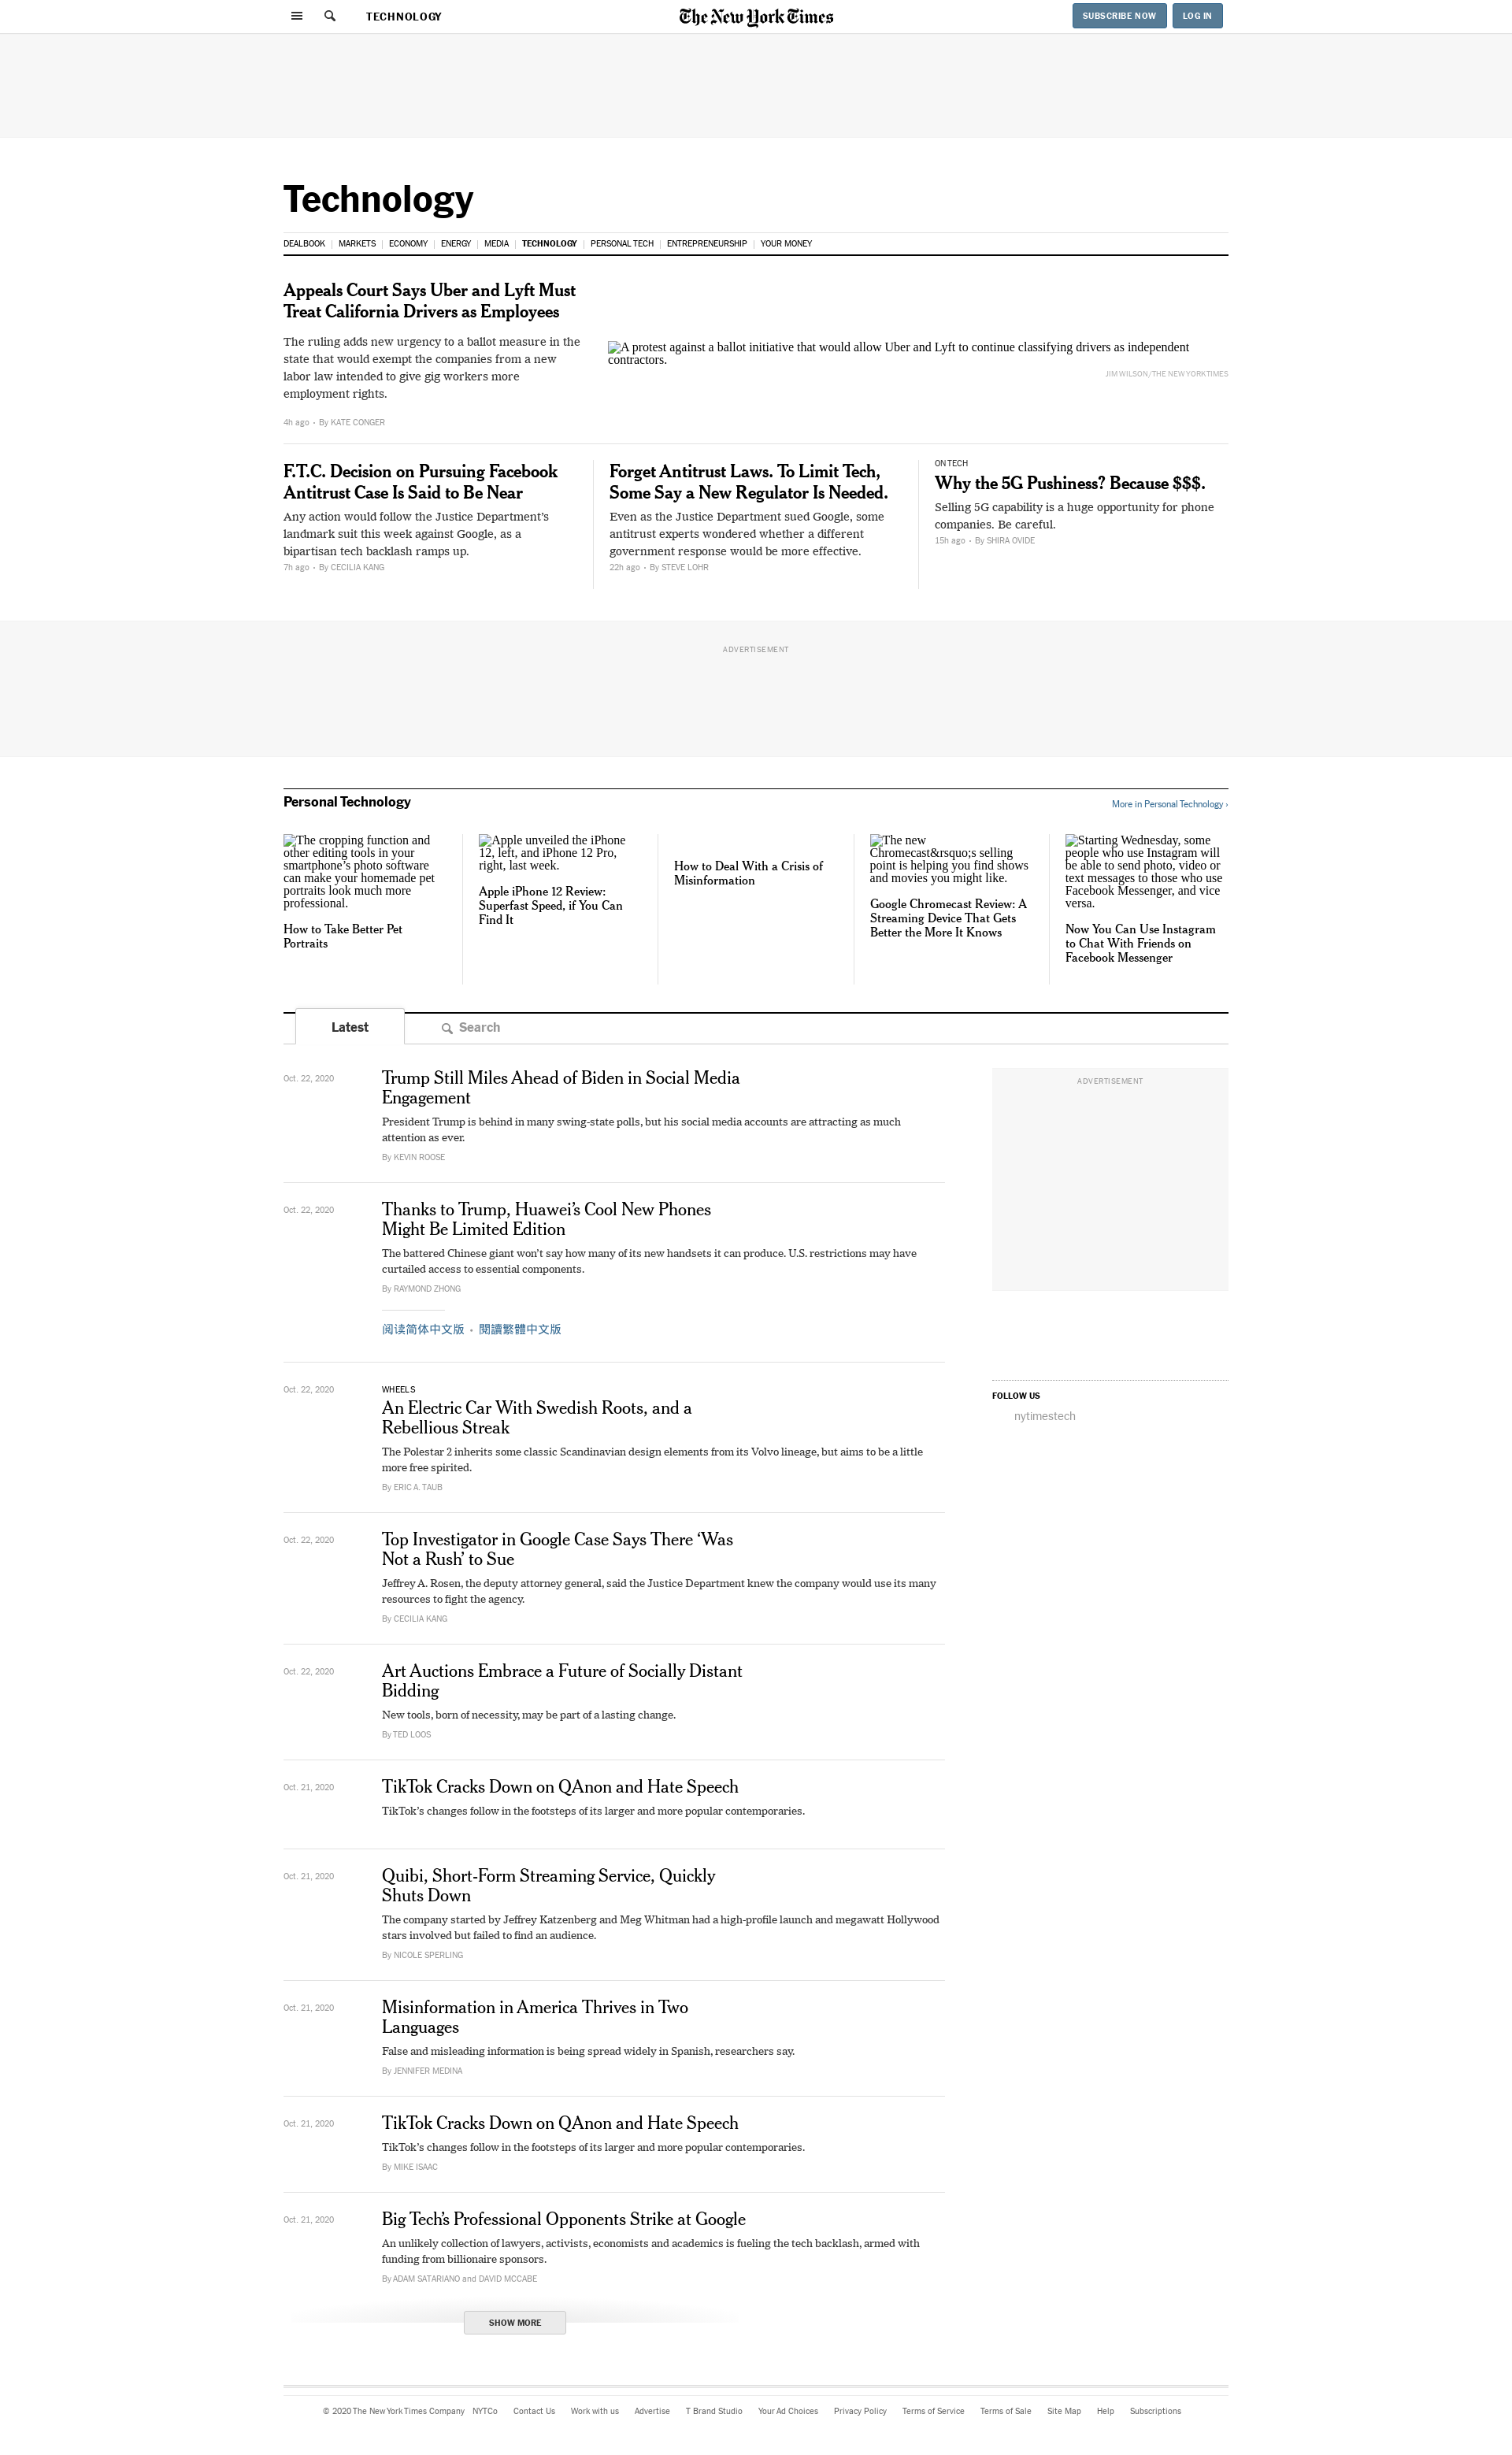 TECHNOLOGY
The New York Times
SUBSCRIBE NOW
LOG IN
Technology
DEALBOOK
MARKETS
ECONOMY
ENERGY
MEDIA
TECHNOLOGY
PERSONAL TECH
ENTREPRENEURSHIP
YOUR MONEY
Appeals Court Says Uber and Lyft Must
Treat California Drivers as Employees
The ruling adds new urgency to a ballot measure in the
state that would exempt the companies from a new
labor law intended to give gig workers more
employment rights.
4h ago • By KATE CONGER
A protest against a ballot initiative that would allow Uber and Lyft to continue classifying drivers as independent
contractors.
JIM WILSON/THE NEW YORK TIMES
F.T.C. Decision on Pursuing Facebook
Antitrust Case Is Said to Be Near
Any action would follow the Justice Department’s
landmark suit this week against Google, as a
bipartisan tech backlash ramps up.
7h ago • By CECILIA KANG
Forget Antitrust Laws. To Limit Tech,
Some Say a New Regulator Is Needed.
Even as the Justice Department sued Google, some
antitrust experts wondered whether a different
government response would be more effective.
22h ago • By STEVE LOHR
ON TECH
Why the 5G Pushiness? Because $$$.
Selling 5G capability is a huge opportunity for phone
companies. Be careful.
15h ago • By SHIRA OVIDE
ADVERTISEMENT
Personal Technology
More in Personal Technology ›
The cropping function and
other editing tools in your
smartphone’s photo software
can make your homemade pet
portraits look much more
professional.
How to Take Better Pet
Portraits
Apple unveiled the iPhone
12, left, and iPhone 12 Pro,
right, last week.
Apple iPhone 12 Review:
Superfast Speed, if You Can
Find It
How to Deal With a Crisis of
Misinformation
The new
Chromecast&rsquo;s selling
point is helping you find shows
and movies you might like.
Google Chromecast Review: A
Streaming Device That Gets
Better the More It Knows
Starting Wednesday, some
people who use Instagram will
be able to send photo, video or
text messages to those who use
Facebook Messenger, and vice
versa.
Now You Can Use Instagram
to Chat With Friends on
Facebook Messenger
Latest
Search
Oct. 22, 2020
Trump Still Miles Ahead of Biden in Social Media
Engagement
President Trump is behind in many swing-state polls, but his social media accounts are attracting as much
attention as ever.
By KEVIN ROOSE
ADVERTISEMENT
Oct. 22, 2020
Thanks to Trump, Huawei’s Cool New Phones
Might Be Limited Edition
The battered Chinese giant won’t say how many of its new handsets it can produce. U.S. restrictions may have
curtailed access to essential components.
By RAYMOND ZHONG
阅读简体中文版 • 閱讀繁體中文版
FOLLOW US
nytimestech
Oct. 22, 2020
WHEELS
An Electric Car With Swedish Roots, and a
Rebellious Streak
The Polestar 2 inherits some classic Scandinavian design elements from its Volvo lineage, but aims to be a little
more free spirited.
By ERIC A. TAUB
Oct. 22, 2020
Top Investigator in Google Case Says There ‘Was
Not a Rush’ to Sue
Jeffrey A. Rosen, the deputy attorney general, said the Justice Department knew the company would use its many
resources to fight the agency.
By CECILIA KANG
Oct. 22, 2020
Art Auctions Embrace a Future of Socially Distant
Bidding
New tools, born of necessity, may be part of a lasting change.
By TED LOOS
Oct. 21, 2020
TikTok Cracks Down on QAnon and Hate Speech
TikTok’s changes follow in the footsteps of its larger and more popular contemporaries.
Oct. 21, 2020
Quibi, Short-Form Streaming Service, Quickly
Shuts Down
The company started by Jeffrey Katzenberg and Meg Whitman had a high-profile launch and megawatt Hollywood
stars involved but failed to find an audience.
By NICOLE SPERLING
Oct. 21, 2020
Misinformation in America Thrives in Two
Languages
False and misleading information is being spread widely in Spanish, researchers say.
By JENNIFER MEDINA
Oct. 21, 2020
TikTok Cracks Down on QAnon and Hate Speech
TikTok’s changes follow in the footsteps of its larger and more popular contemporaries.
By MIKE ISAAC
Oct. 21, 2020
Big Tech’s Professional Opponents Strike at Google
An unlikely collection of lawyers, activists, economists and academics is fueling the tech backlash, armed with
funding from billionaire sponsors.
By ADAM SATARIANO and DAVID MCCABE
SHOW MORE
© 2020 The New York Times Company NYTCo Contact Us Work with us Advertise T Brand Studio Your Ad Choices Privacy Policy Terms of Service Terms of Sale Site Map Help Subscriptions